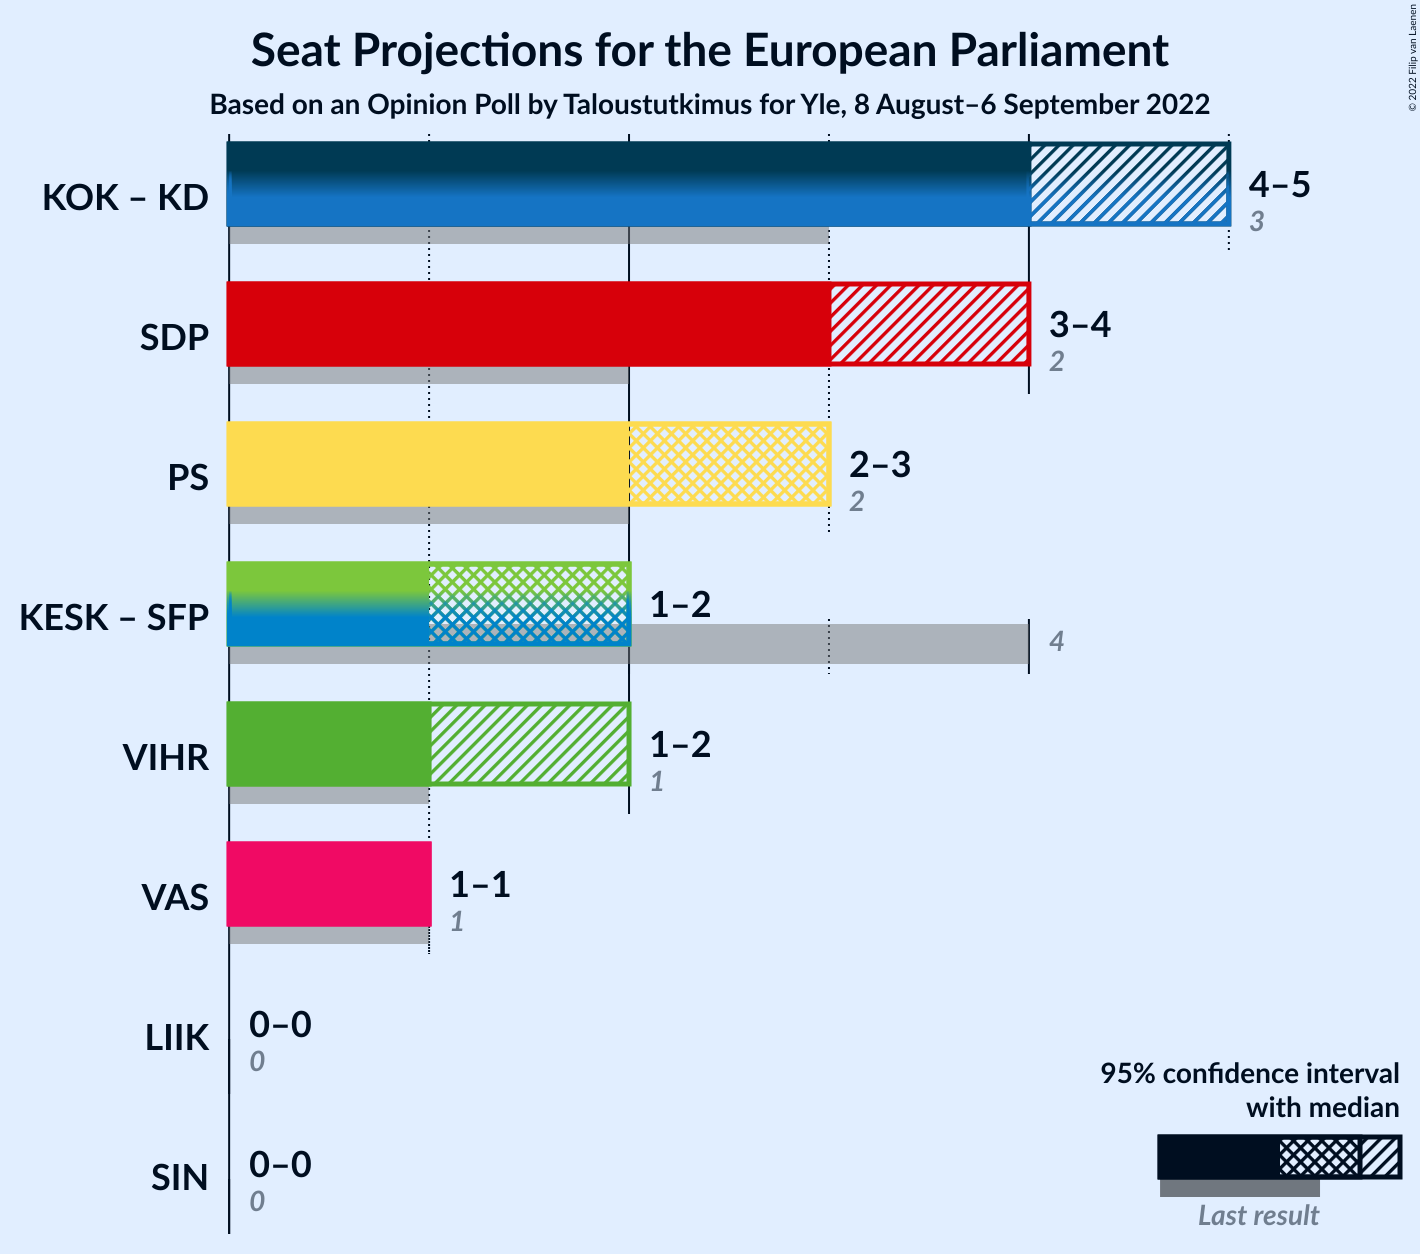 Seat Projections for the European Parliament
Based on an Opinion Poll by Taloustutkimus for Yle, 8 August–6 September 2022
© 2022 Filip van Laenen
KOK – KD
4–5
3
SDP
3–4
2
PS
2–3
2
KESK – SFP
1–2
4
VIHR
1–2
1
VAS
1–1
1
LIIK
0–0
0
SIN
0–0
0
95% confidence interval
with median
Last result